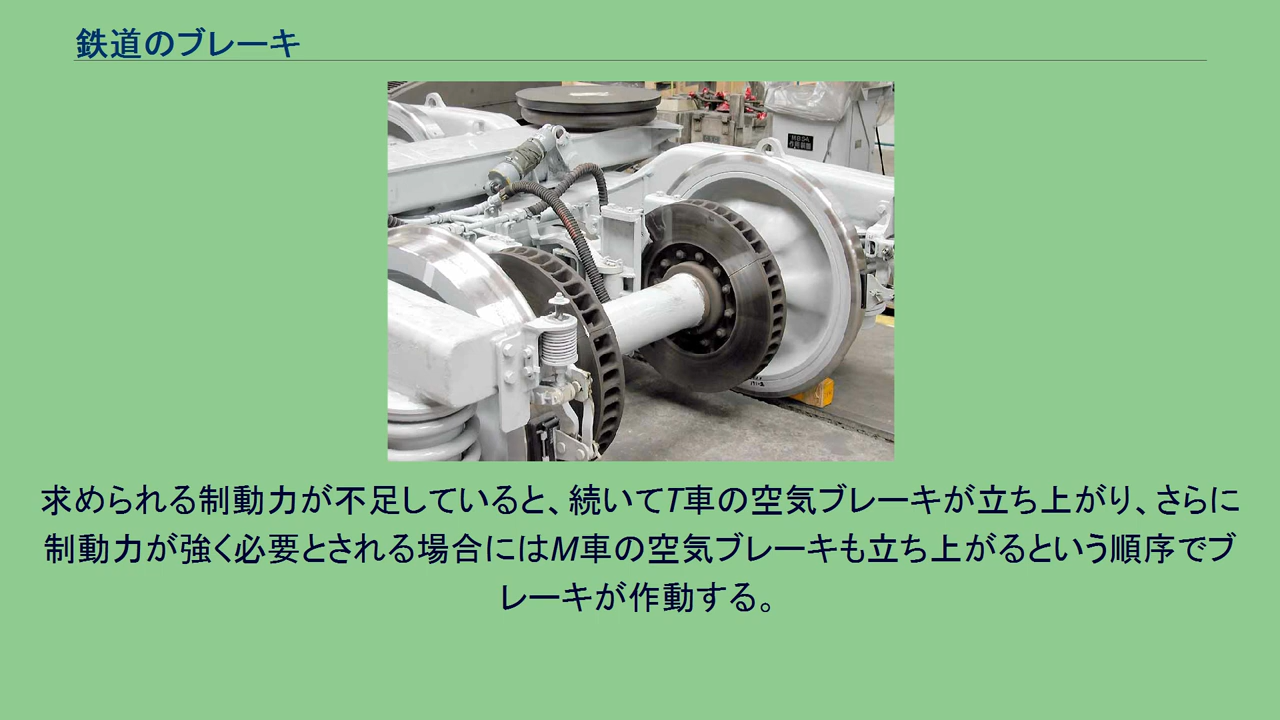 鉄道のブレーキ
求められる制動力が不足していると、続いてT車の空気ブレーキが立ち上がり、さらに
制動力が強く必要とされる場合にはM車の空気ブレーキも立ち上がるという順序でブ
レーキが作動する。